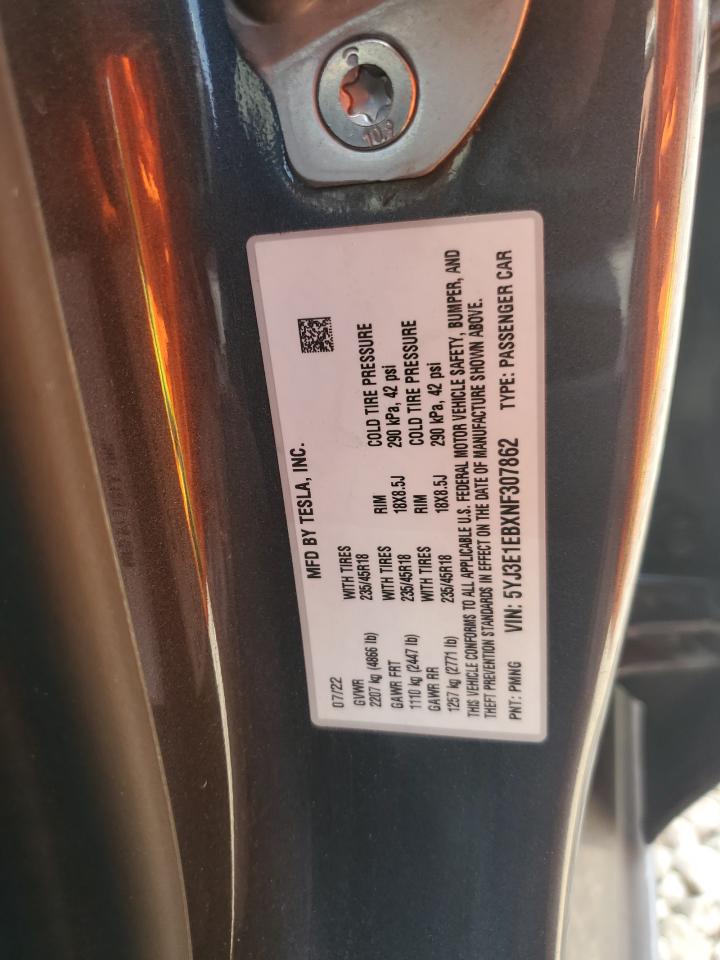 10.9
MFD BY TESLA, INC.
07/22
GVWR WITH TIRES RIM COLD TIRE PRESSURE
2207 kg (4866 lb) 235/45R18 18X8.5J 290 kPa, 42 psi
GAWR FRT WITH TIRES RIM COLD TIRE PRESSURE
1110 kg (2447 lb) 235/45R18 18X8.5J 290 kPa, 42 psi
GAWR RR WITH TIRES
1257 kg (2771 lb) 235/45R18
THIS VEHICLE CONFORMS TO ALL APPLICABLE U.S. FEDERAL MOTOR VEHICLE SAFETY, BUMPER, AND
THEFT PREVENTION STANDARDS IN EFFECT ON THE DATE OF MANUFACTURE SHOWN ABOVE.
PNT: PMNG VIN: 5YJ3E1EBXNF307862 TYPE: PASSENGER CAR